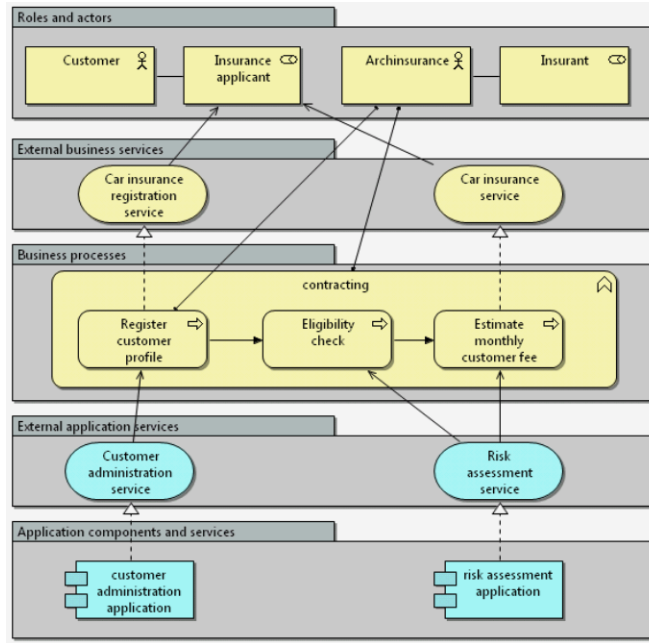 Roles and actors
Customer
Insurance
applicant
Archinsurance
Insurant
External business services
Car insurance
registration
service
Car insurance
service
Business processes
contracting
Register
customer
profile
Eligibility
check
Estimate
monthly
customer fee
External application services
Customer
administration
service
Risk
assessment
service
Application components and services
customer
administration
application
risk assessment
application